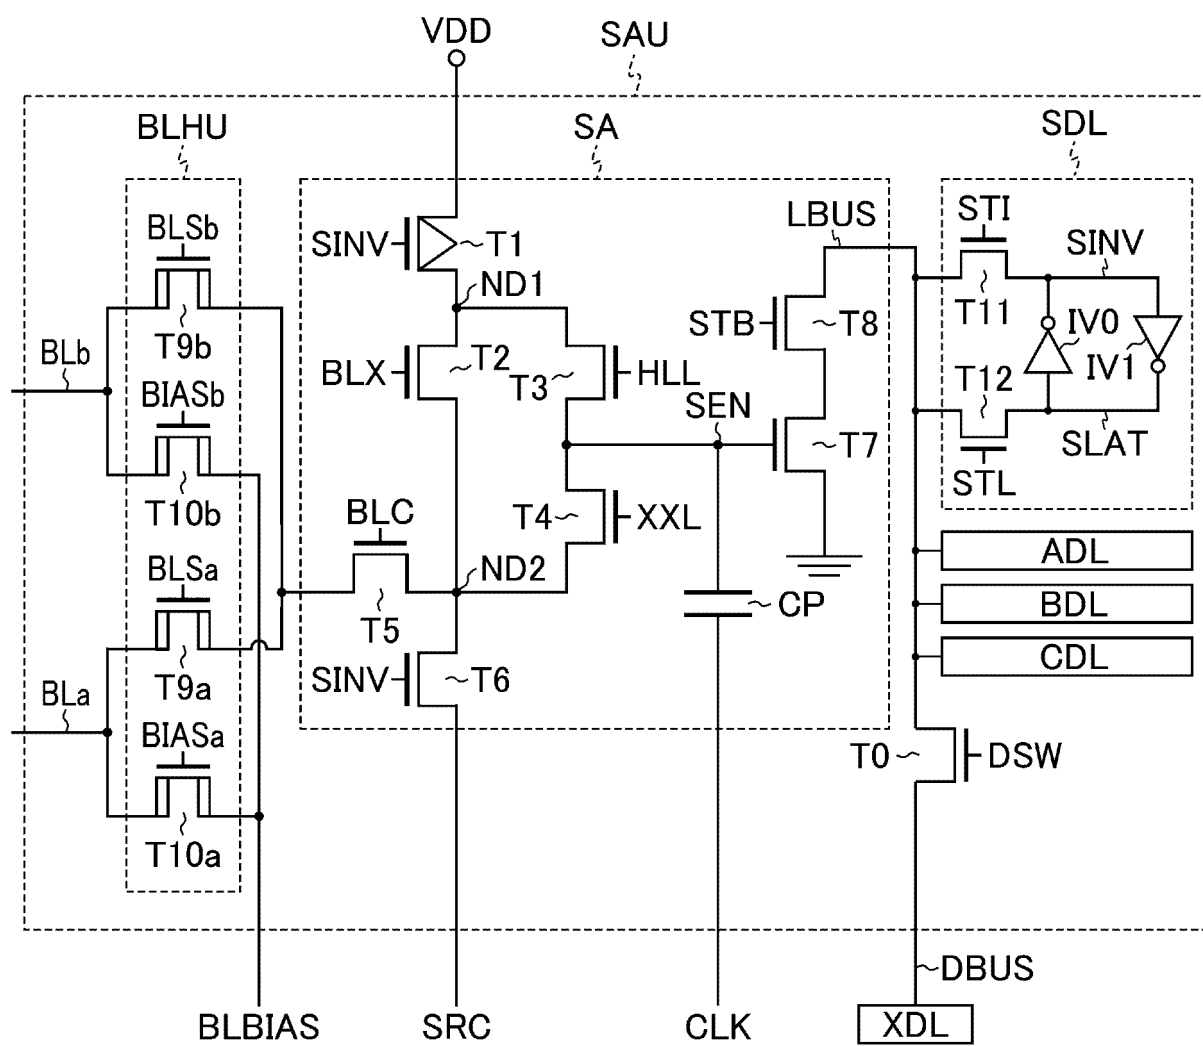 VDD
SAU
BLHU
SA
SDL
BLSb
T9b
BLb
BIASb
T10b
BLSa
T9a
BLa
BIASa
T10a
SINV
T1
ND1
BLX
T2
T3
HLL
SEN
T4
XXL
BLC
T5
ND2
SINV
T6
CP
LBUS
STB
T8
T7
STI
T11
SINV
IV0
IV1
T12
STL
SLAT
ADL
BDL
CDL
T0
DSW
DBUS
BLBIAS
SRC
CLK
XDL